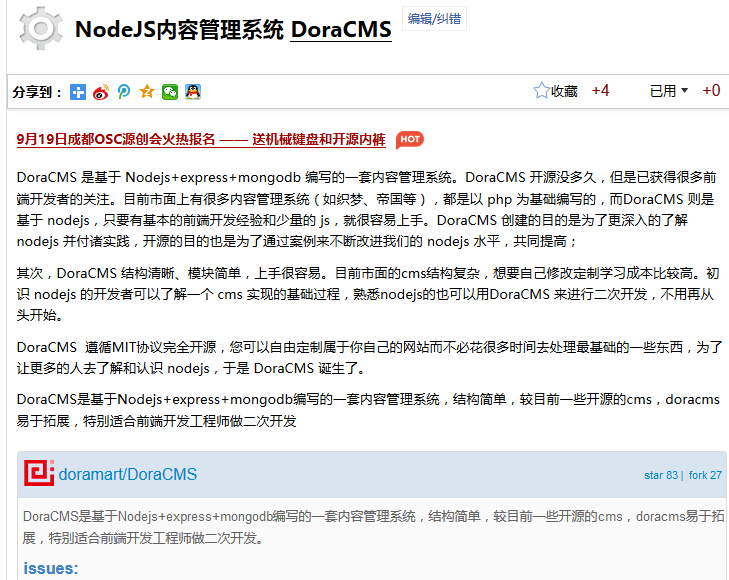 NodeJS内容管理系统 DoraCMS 编辑/纠错
分享到： 收藏 +4 已用 +0
9月19日成都OSC源创会火热报名 —— 送机械键盘和开源内裤 HOT
DoraCMS 是基于 Nodejs+express+mongodb 编写的一套内容管理系统。DoraCMS 开源没多久，但是已获得很多前
端开发者的关注。目前市面上有很多内容管理系统（如织梦、帝国等），都是以 php 为基础编写的，而DoraCMS 则是
基于 nodejs，只要有基本的前端开发经验和少量的 js，就很容易上手。DoraCMS 创建的目的是为了更深入的了解
nodejs 并付诸实践，开源的目的也是为了通过案例来不断改进我们的 nodejs 水平，共同提高；
其次，DoraCMS 结构清晰、模块简单，上手很容易。目前市面的cms结构复杂，想要自己修改定制学习成本比较高。初
识 nodejs 的开发者可以了解一个 cms 实现的基础过程，熟悉nodejs的也可以用DoraCMS 来进行二次开发，不用再从
头开始。
DoraCMS 遵循MIT协议完全开源，您可以自由定制属于你自己的网站而不必花很多时间去处理最基础的一些东西，为了
让更多的人去了解和认识 nodejs，于是 DoraCMS 诞生了。
DoraCMS是基于Nodejs+express+mongodb编写的一套内容管理系统，结构简单，较目前一些开源的cms，doracms
易于拓展，特别适合前端开发工程师做二次开发
doramart/DoraCMS star 83 | fork 27
DoraCMS是基于Nodejs+express+mongodb编写的一套内容管理系统，结构简单，较目前一些开源的cms，doracms易于拓
展，特别适合前端开发工程师做二次开发。
issues: